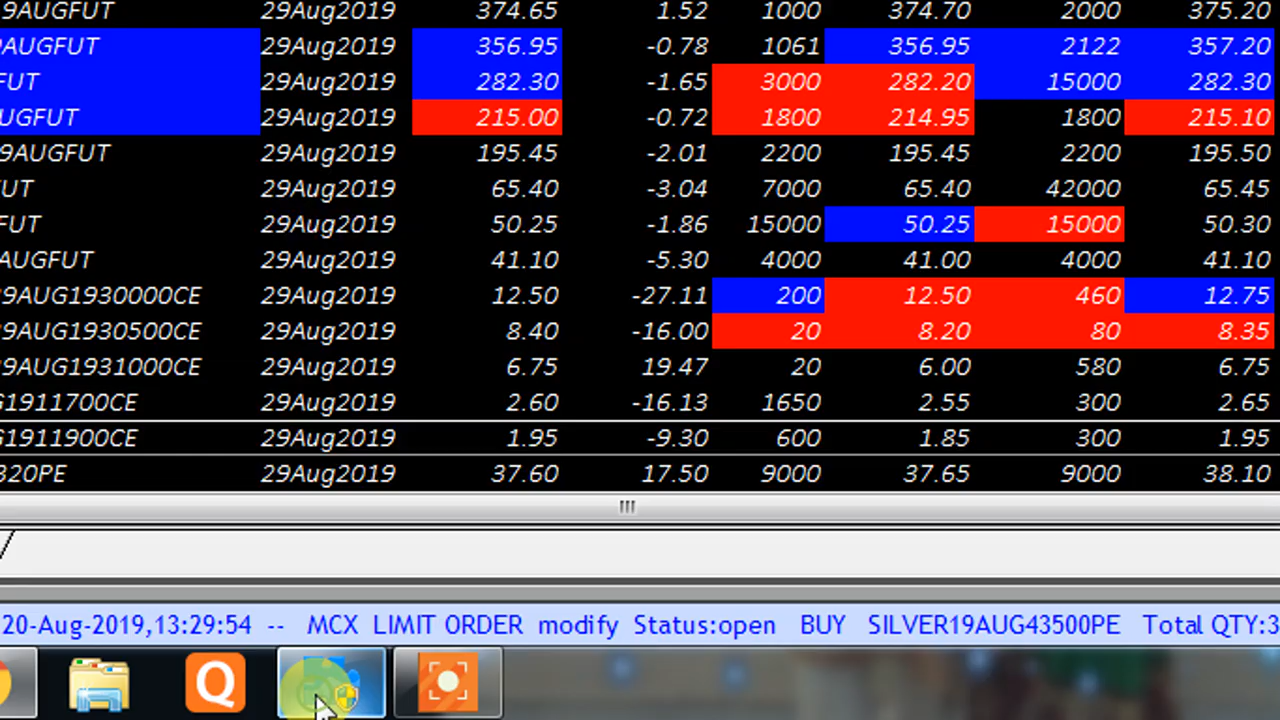 9AUGFUT 29Aug2019 374.65 1.52 1000 374.70 2000 375.20
9AUGFUT 29Aug2019 356.95 -0.78 1061 356.95 2122 357.20
FUT 29Aug2019 282.30 -1.65 3000 282.20 15000 282.30
UGFUT 29Aug2019 215.00 -0.72 1800 214.95 1800 215.10
9AUGFUT 29Aug2019 195.45 -2.01 2200 195.45 2200 195.50
UT 29Aug2019 65.40 -3.04 7000 65.40 42000 65.45
FUT 29Aug2019 50.25 -1.86 15000 50.25 15000 50.30
AUGFUT 29Aug2019 41.10 -5.30 4000 41.00 4000 41.10
9AUG1930000CE 29Aug2019 12.50 -27.11 200 12.50 460 12.75
9AUG1930500CE 29Aug2019 8.40 -16.00 20 8.20 80 8.35
9AUG1931000CE 29Aug2019 6.75 19.47 20 6.00 580 6.75
G1911700CE 29Aug2019 2.60 -16.13 1650 2.55 300 2.65
G1911900CE 29Aug2019 1.95 -9.30 600 1.85 300 1.95
320PE 29Aug2019 37.60 17.50 9000 37.65 9000 38.10
20-Aug-2019,13:29:54 -- MCX LIMIT ORDER modify Status:open BUY SILVER19AUG43500PE Total QTY:3
Q